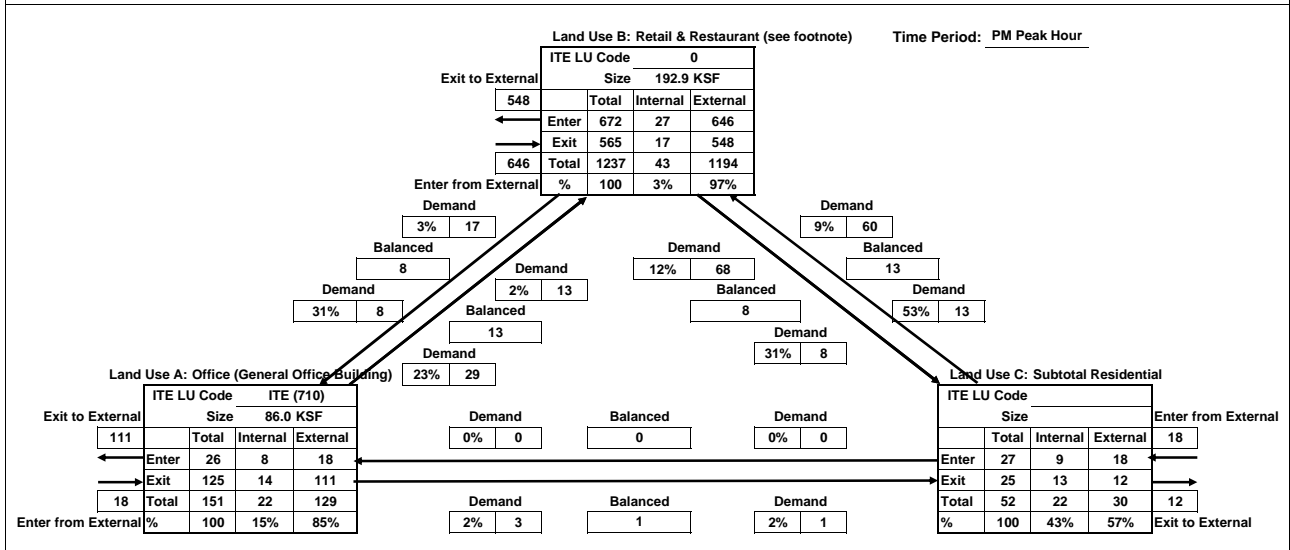 Land Use B: Retail & Restaurant (see footnote)
Time Period: PM Peak Hour
ITE LU Code 0
Size 192.9 KSF
Exit to External
548
Total Internal External
Enter 672 27 646
Exit 565 17 548
646
Total 1237 43 1194
Enter from External
% 100 3% 97%
Demand
3% 17
Balanced
8
Demand
31% 8
Demand
2% 13
Balanced
13
Demand
23% 29
Demand
12% 68
Balanced
8
Demand
31% 8
Demand
9% 60
Balanced
13
Demand
53% 13
Land Use A: Office (General Office Building)
ITE LU Code ITE (710)
Size 86.0 KSF
Exit to External
111
Total Internal External
Enter 26 8 18
Exit 125 14 111
18
Total 151 22 129
Enter from External
% 100 15% 85%
Demand
0% 0
Balanced
0
Demand
0% 0
Demand
2% 3
Balanced
1
Demand
2% 1
Land Use C: Subtotal Residential
ITE LU Code
Size
Enter from External
18
Total Internal External
Enter 27 9 18
Exit 25 13 12
Total 52 22 30
12
% 100 43% 57%
Exit to External